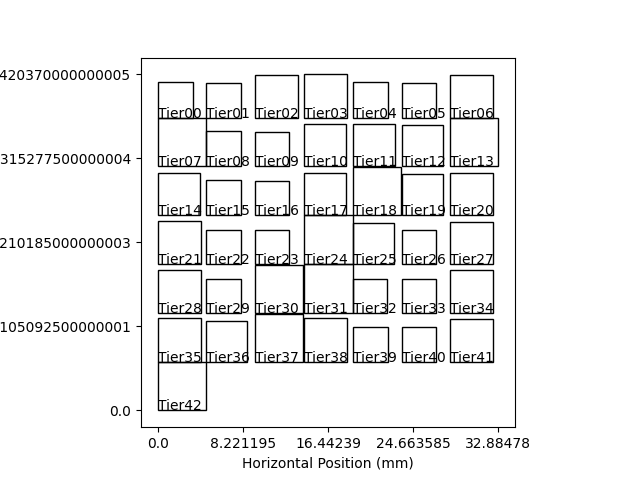 420370000000005
Tier00 Tier01 Tier02 Tier03 Tier04 Tier05 Tier06
315277500000004
Tier07 Tier08 Tier09 Tier10 Tier11 Tier12 Tier13
Tier14 Tier15 Tier16 Tier17 Tier18 Tier19 Tier20
210185000000003
Tier21 Tier22 Tier23 Tier24 Tier25 Tier26 Tier27
Tier28 Tier29 Tier30 Tier31 Tier32 Tier33 Tier34
105092500000001
Tier35 Tier36 Tier37 Tier38 Tier39 Tier40 Tier41
Tier42
0.0
0.0 8.221195 16.44239 24.663585 32.88478
Horizontal Position (mm)